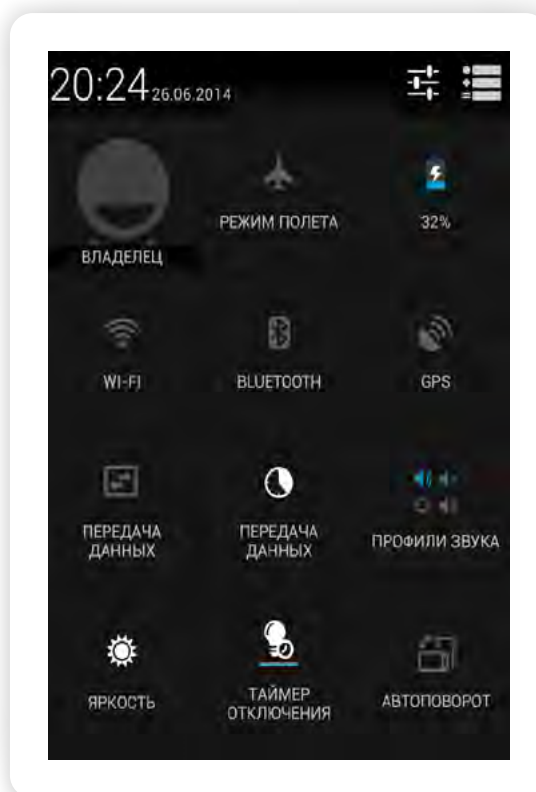 20:24 26.06.2014
РЕЖИМ ПОЛЕТА
32%
ВЛАДЕЛЕЦ
WI-FI
BLUETOOTH
GPS
ПЕРЕДАЧА
ДАННЫХ
ПЕРЕДАЧА
ДАННЫХ
ПРОФИЛИ ЗВУКА
ЯРКОСТЬ
ТАЙМЕР
ОТКЛЮЧЕНИЯ
АВТОПОВОРОТ